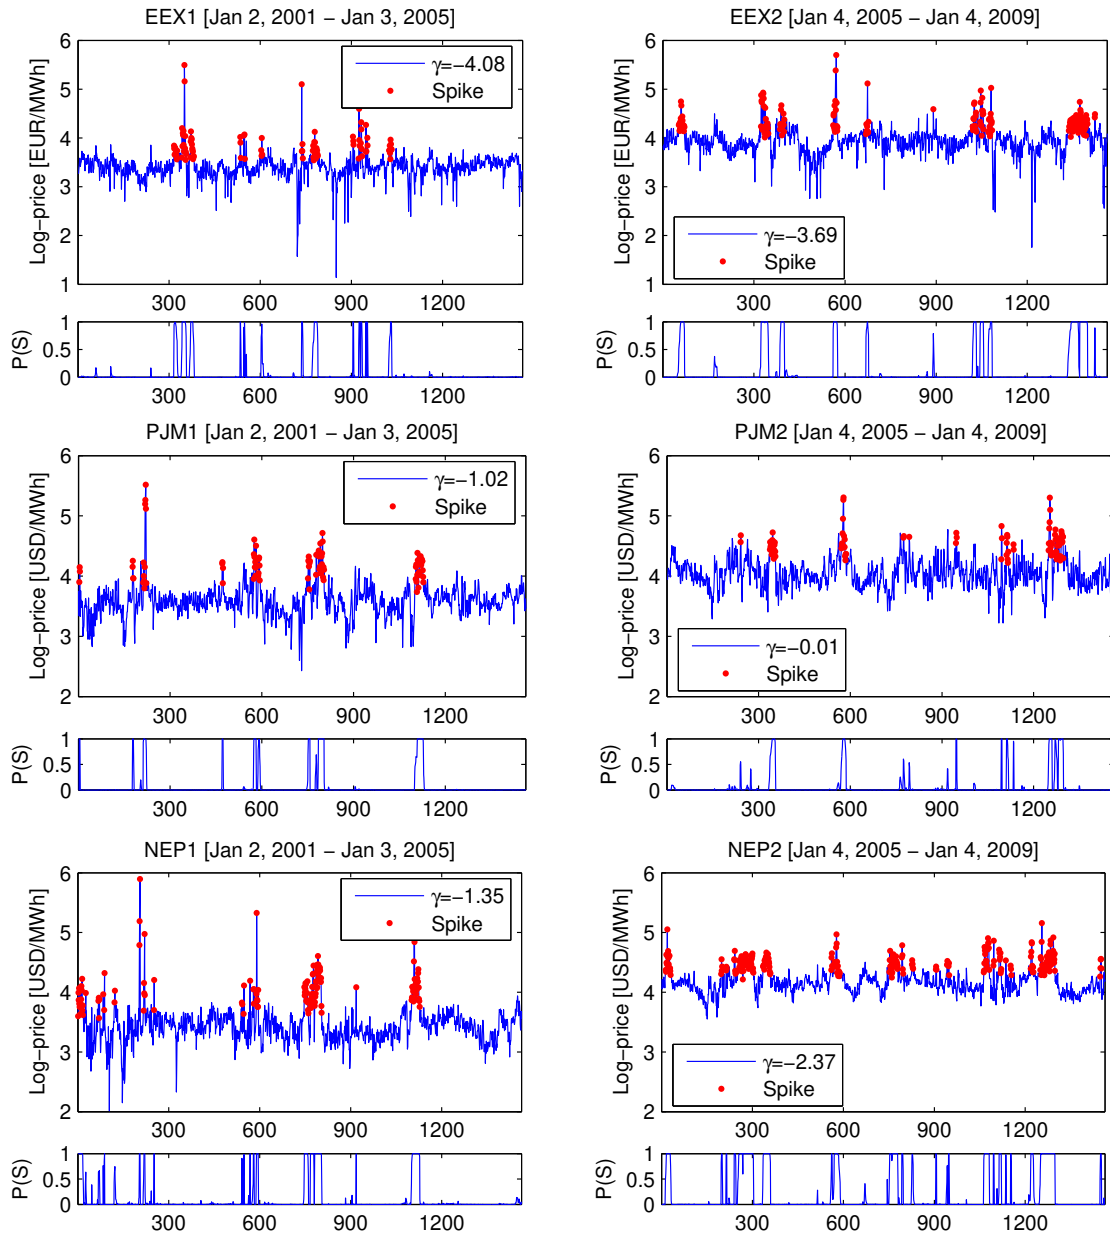 EEX1 [Jan 2, 2001 − Jan 3, 2005]
Log−price [EUR/MWh]
6
5
4
3
2
1
γ=−4.08
Spike
300 600 900 1200
P(S)
1
0.5
0
300 600 900 1200
EEX2 [Jan 4, 2005 − Jan 4, 2009]
Log−price [EUR/MWh]
6
5
4
3
2
1
γ=−3.69
Spike
300 600 900 1200
P(S)
1
0.5
0
300 600 900 1200
PJM1 [Jan 2, 2001 − Jan 3, 2005]
Log−price [USD/MWh]
6
5
4
3
2
γ=−1.02
Spike
300 600 900 1200
P(S)
1
0.5
0
300 600 900 1200
PJM2 [Jan 4, 2005 − Jan 4, 2009]
Log−price [USD/MWh]
6
5
4
3
2
γ=−0.01
Spike
300 600 900 1200
P(S)
1
0.5
0
300 600 900 1200
NEP1 [Jan 2, 2001 − Jan 3, 2005]
Log−price [USD/MWh]
6
5
4
3
2
γ=−1.35
Spike
300 600 900 1200
P(S)
1
0.5
0
300 600 900 1200
NEP2 [Jan 4, 2005 − Jan 4, 2009]
Log−price [USD/MWh]
6
5
4
3
2
γ=−2.37
Spike
300 600 900 1200
P(S)
1
0.5
0
300 600 900 1200